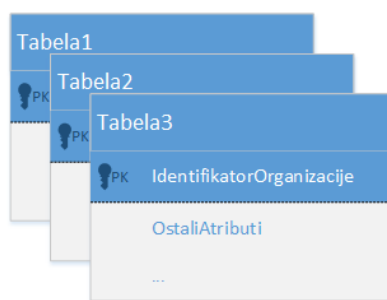 Tabela1
PK
Tabela2
PK
Tabela3
PK IdentifikatorOrganizacije
OstaliAtributi
...